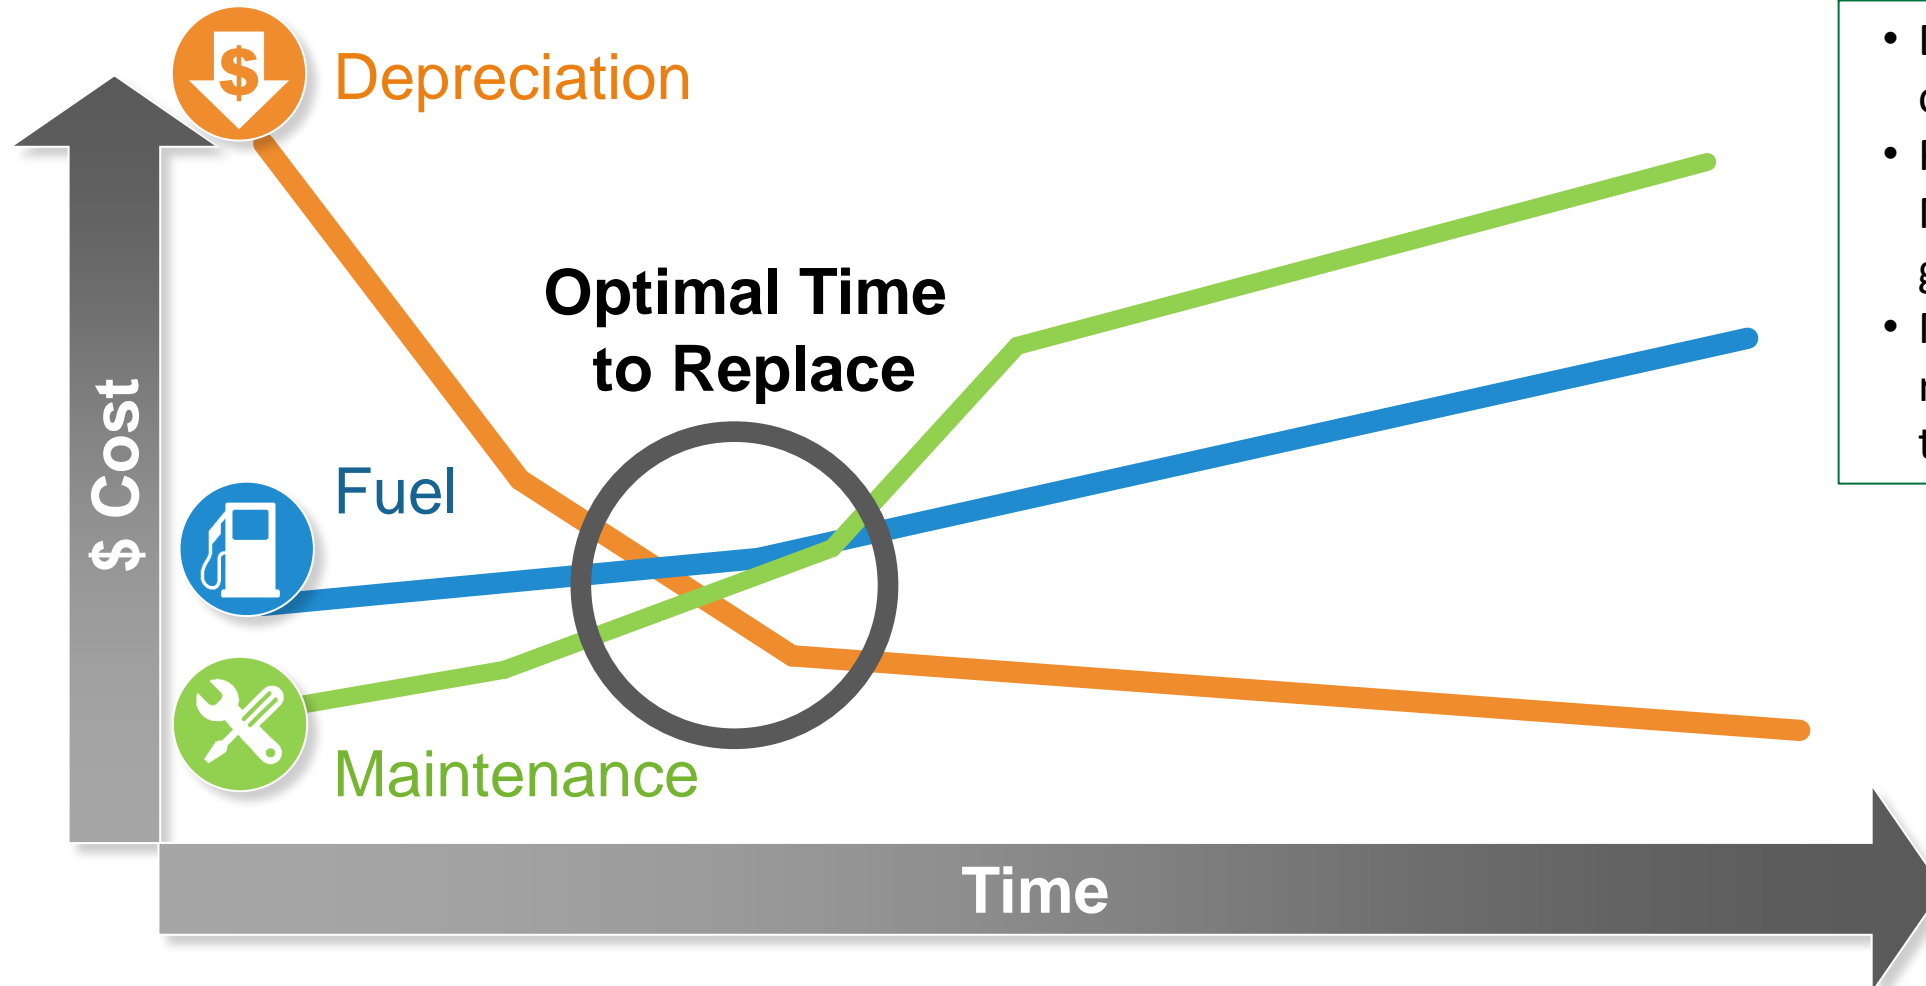 $
Depreciation
Optimal Time
to Replace
$ Cost
Fuel
Maintenance
Time